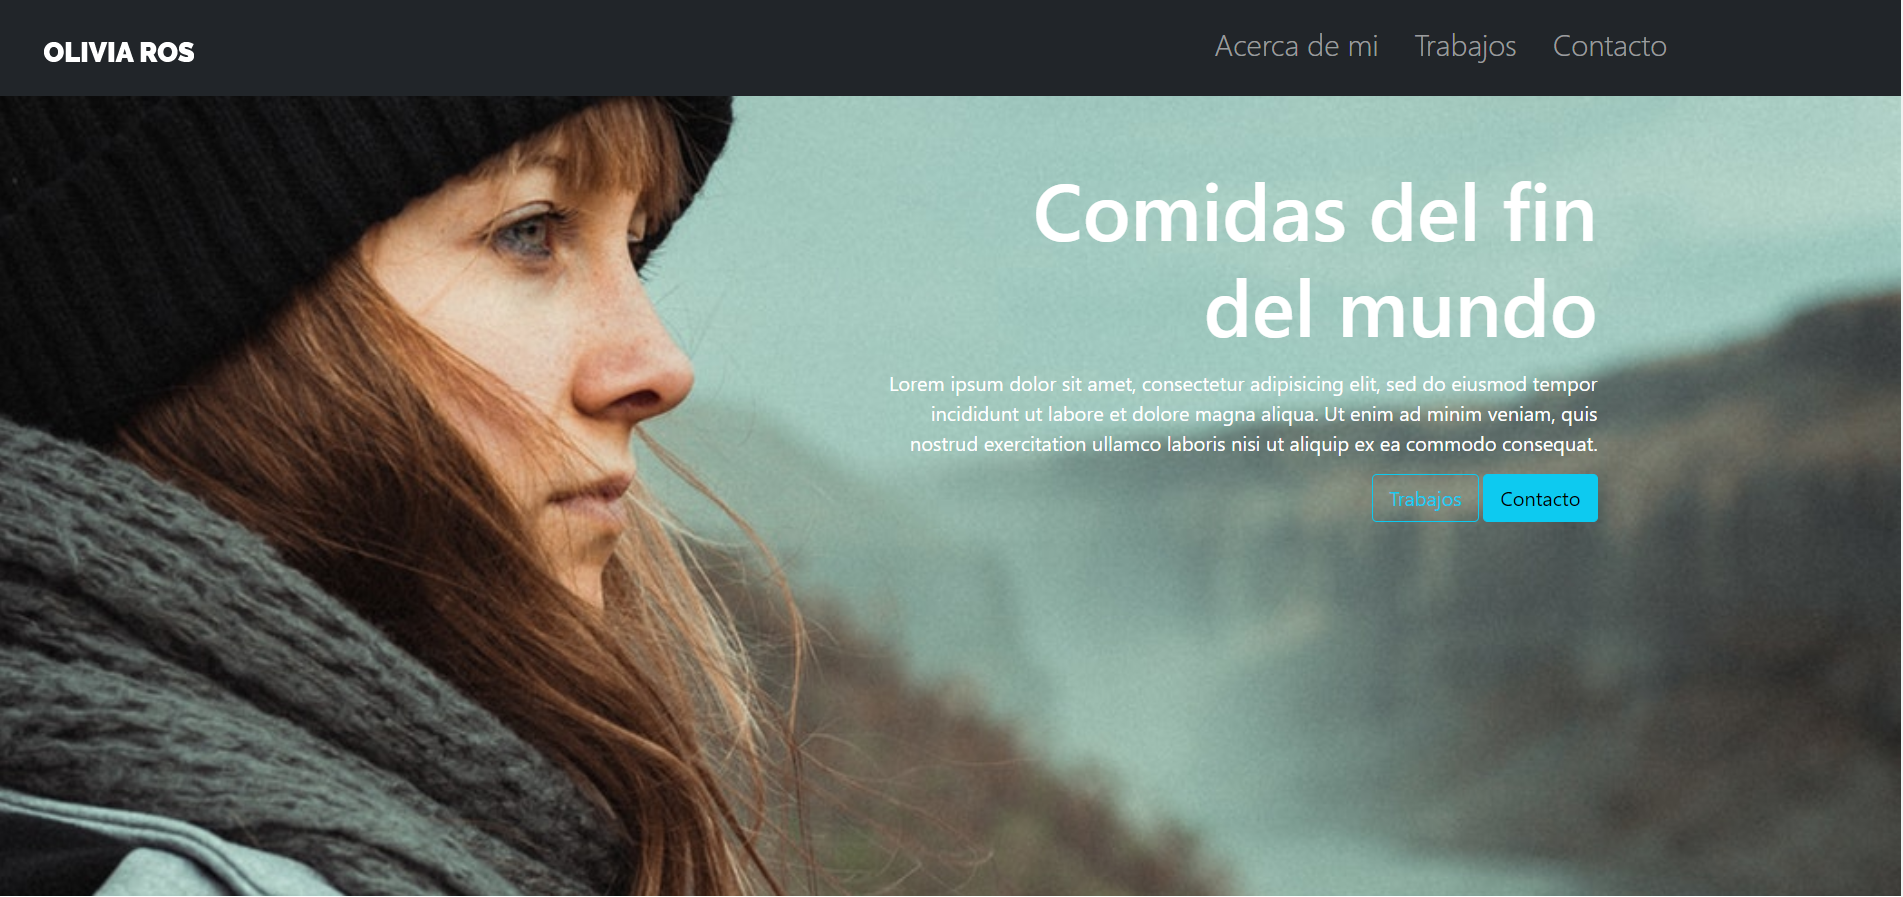 OLIVIA ROS
Acerca de mi Trabajos Contacto
Comidas del fin
del mundo
Lorem ipsum dolor sit amet, consectetur adipisicing elit, sed do eiusmod tempor
incididunt ut labore et dolore magna aliqua. Ut enim ad minim veniam, quis
nostrud exercitation ullamco laboris nisi ut aliquip ex ea commodo consequat.
Trabajos Contacto